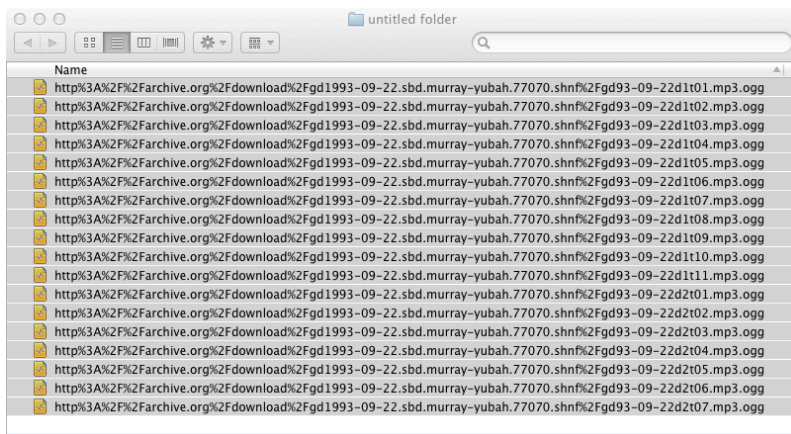 untitled folder
Name
http%3A%2F%2Farchive.org%2Fdownload%2Fgd1993-09-22.sbd.murray-yubah.77070.shnf%2Fgd93-09-22d1t01.mp3.ogg
http%3A%2F%2Farchive.org%2Fdownload%2Fgd1993-09-22.sbd.murray-yubah.77070.shnf%2Fgd93-09-22d1t02.mp3.ogg
http%3A%2F%2Farchive.org%2Fdownload%2Fgd1993-09-22.sbd.murray-yubah.77070.shnf%2Fgd93-09-22d1t03.mp3.ogg
http%3A%2F%2Farchive.org%2Fdownload%2Fgd1993-09-22.sbd.murray-yubah.77070.shnf%2Fgd93-09-22d1t04.mp3.ogg
http%3A%2F%2Farchive.org%2Fdownload%2Fgd1993-09-22.sbd.murray-yubah.77070.shnf%2Fgd93-09-22d1t05.mp3.ogg
http%3A%2F%2Farchive.org%2Fdownload%2Fgd1993-09-22.sbd.murray-yubah.77070.shnf%2Fgd93-09-22d1t06.mp3.ogg
http%3A%2F%2Farchive.org%2Fdownload%2Fgd1993-09-22.sbd.murray-yubah.77070.shnf%2Fgd93-09-22d1t07.mp3.ogg
http%3A%2F%2Farchive.org%2Fdownload%2Fgd1993-09-22.sbd.murray-yubah.77070.shnf%2Fgd93-09-22d1t08.mp3.ogg
http%3A%2F%2Farchive.org%2Fdownload%2Fgd1993-09-22.sbd.murray-yubah.77070.shnf%2Fgd93-09-22d1t09.mp3.ogg
http%3A%2F%2Farchive.org%2Fdownload%2Fgd1993-09-22.sbd.murray-yubah.77070.shnf%2Fgd93-09-22d1t10.mp3.ogg
http%3A%2F%2Farchive.org%2Fdownload%2Fgd1993-09-22.sbd.murray-yubah.77070.shnf%2Fgd93-09-22d1t11.mp3.ogg
http%3A%2F%2Farchive.org%2Fdownload%2Fgd1993-09-22.sbd.murray-yubah.77070.shnf%2Fgd93-09-22d2t01.mp3.ogg
http%3A%2F%2Farchive.org%2Fdownload%2Fgd1993-09-22.sbd.murray-yubah.77070.shnf%2Fgd93-09-22d2t02.mp3.ogg
http%3A%2F%2Farchive.org%2Fdownload%2Fgd1993-09-22.sbd.murray-yubah.77070.shnf%2Fgd93-09-22d2t03.mp3.ogg
http%3A%2F%2Farchive.org%2Fdownload%2Fgd1993-09-22.sbd.murray-yubah.77070.shnf%2Fgd93-09-22d2t04.mp3.ogg
http%3A%2F%2Farchive.org%2Fdownload%2Fgd1993-09-22.sbd.murray-yubah.77070.shnf%2Fgd93-09-22d2t05.mp3.ogg
http%3A%2F%2Farchive.org%2Fdownload%2Fgd1993-09-22.sbd.murray-yubah.77070.shnf%2Fgd93-09-22d2t06.mp3.ogg
http%3A%2F%2Farchive.org%2Fdownload%2Fgd1993-09-22.sbd.murray-yubah.77070.shnf%2Fgd93-09-22d2t07.mp3.ogg